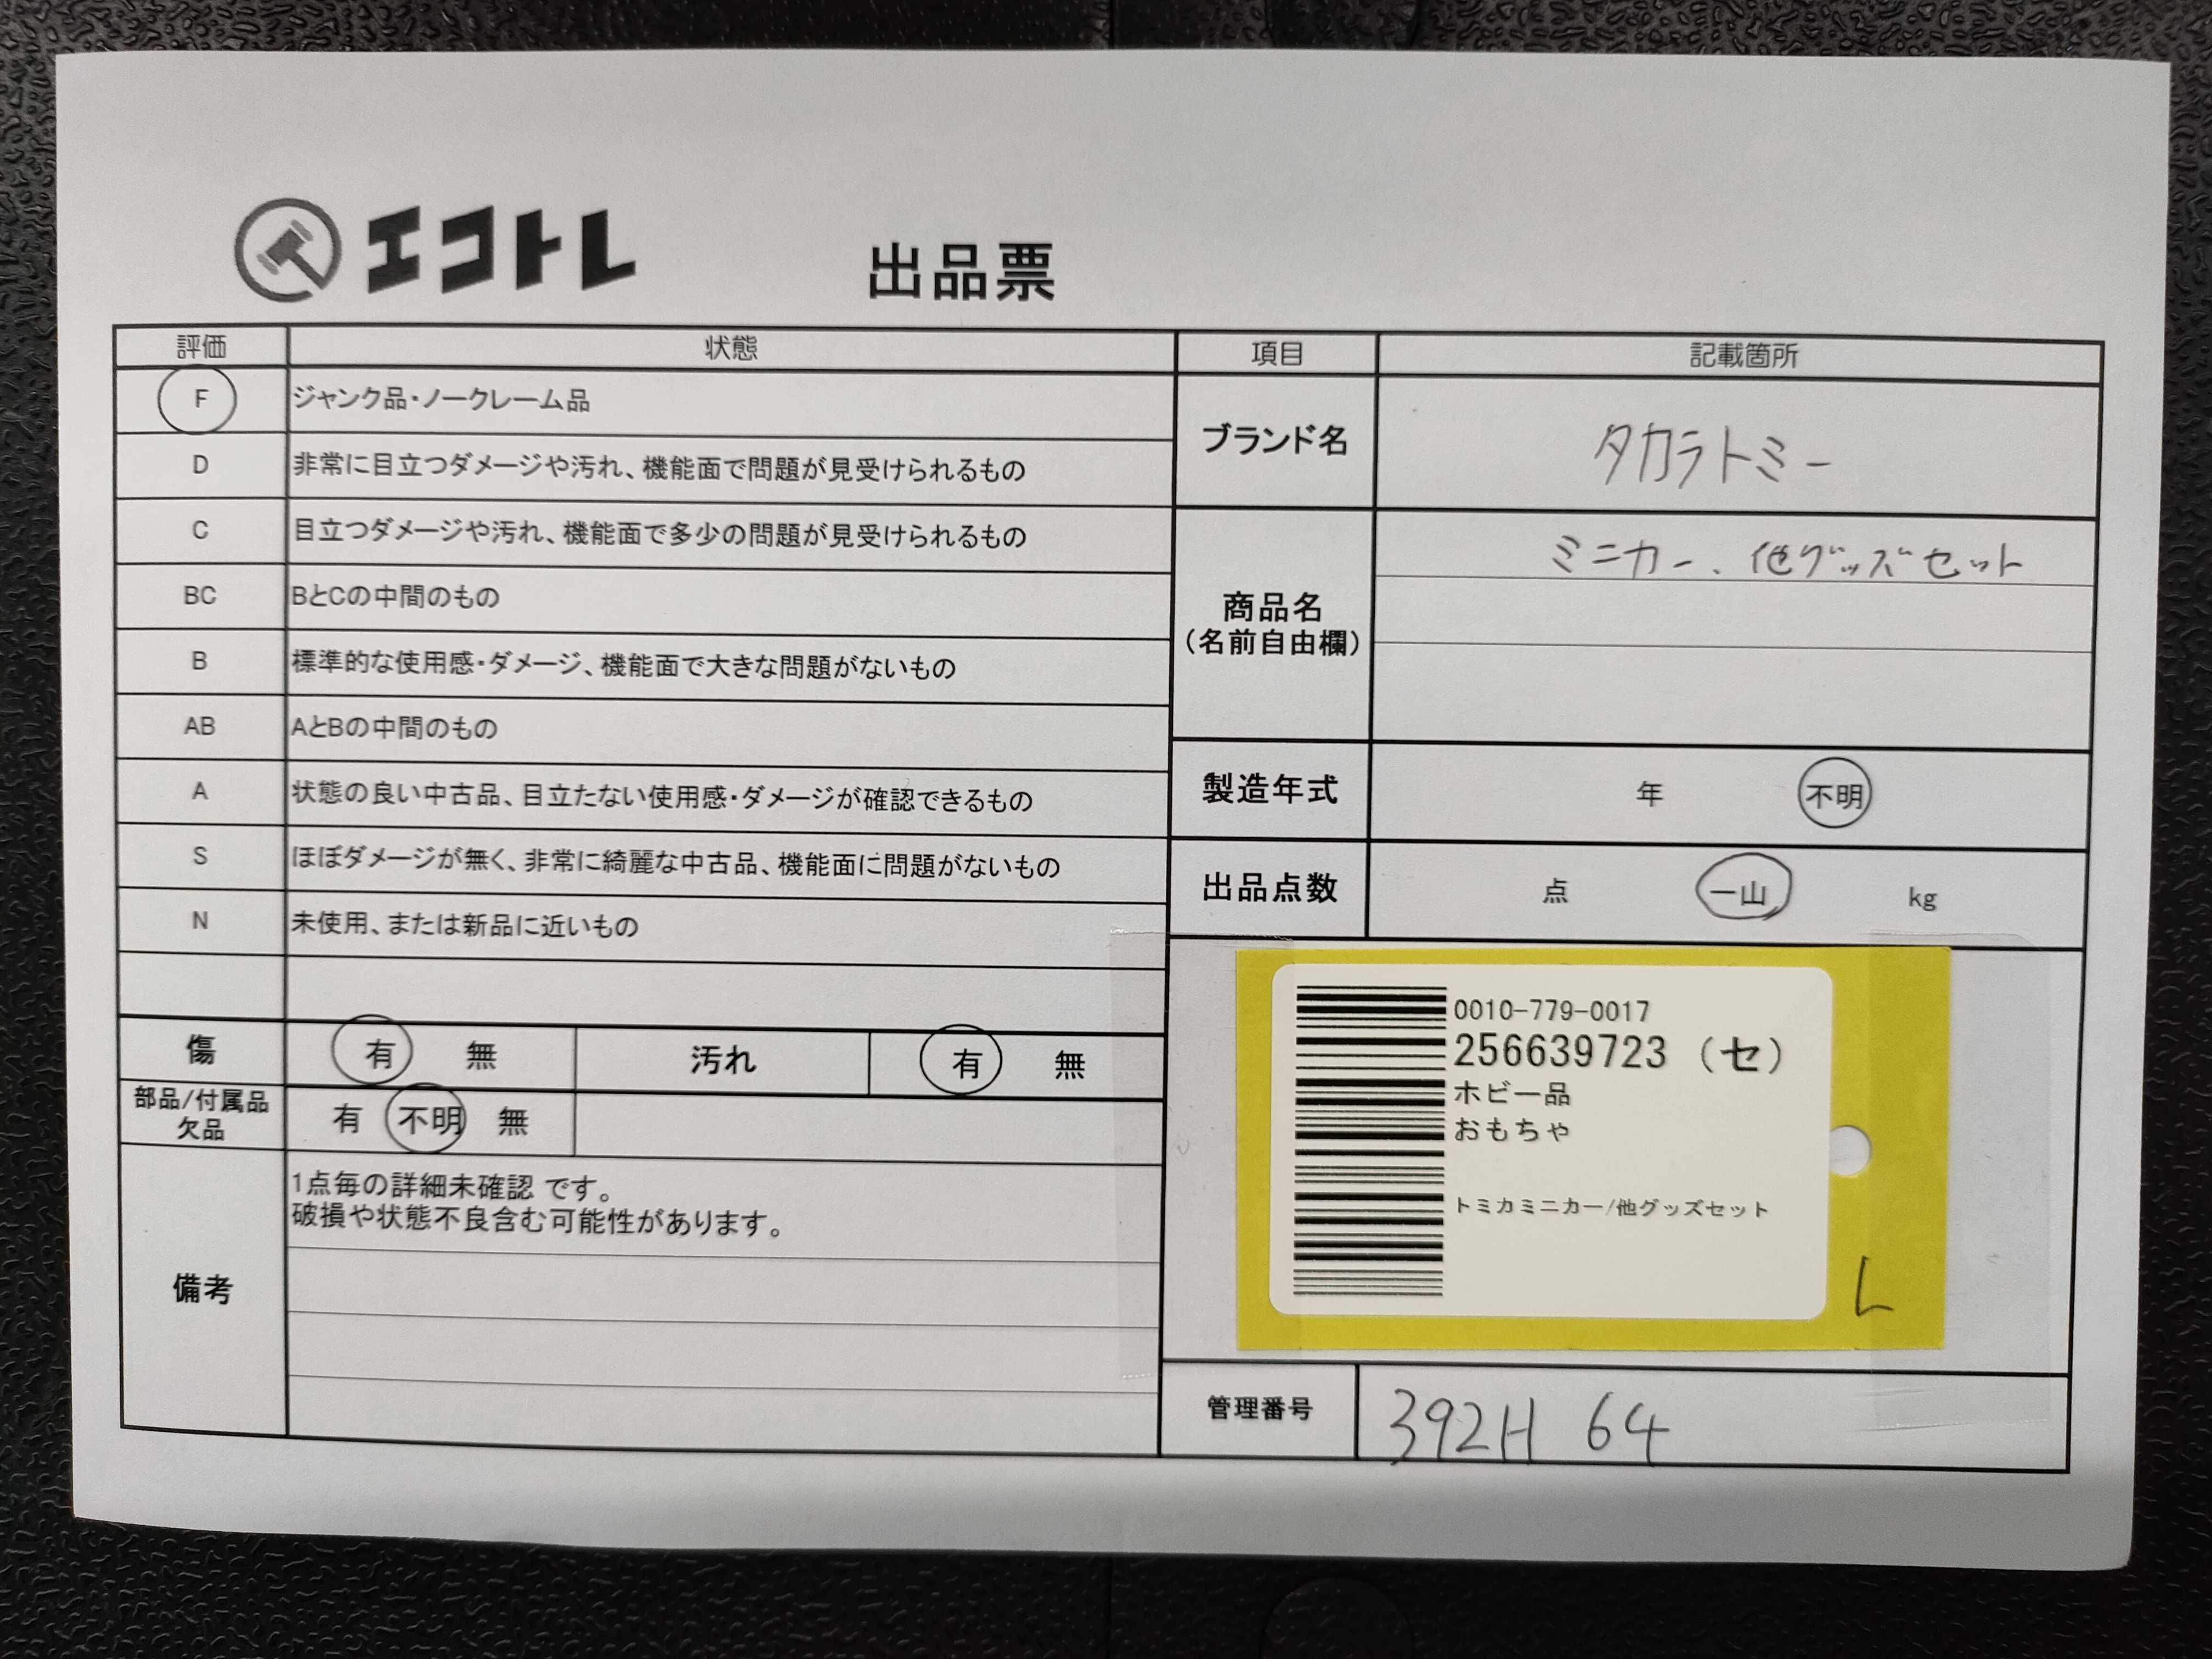 エコトレ
出品票
評価 状態
F ジャンク品・ノークレーム品
D 非常に目立つダメージや汚れ、機能面で問題が見受けられるもの
C 目立つダメージや汚れ、機能面で多少の問題が見受けられるもの
BC BとCの中間のもの
B 標準的な使用感・ダメージ、機能面で大きな問題がないもの
AB AとBの中間のもの
A 状態の良い中古品、目立たない使用感・ダメージが確認できるもの
S ほぼダメージが無く、非常に綺麗な中古品、機能面に問題がないもの
N 未使用、または新品に近いもの
傷 有 無 汚れ 有 無
部品/付属品
欠品 有 不明 無
備考
1点毎の詳細未確認 です。
破損や状態不良含む可能性があります。
項目 記載箇所
ブランド名 タカラトミー
商品名
(名前自由欄)
ミニカー、他グッズセット
製造年式 年 不明
出品点数 点 一山 kg
0010-779-0017
256639723 (セ)
ホビー品
おもちゃ
トミカミニカー/他グッズセット
L
管理番号 392H 64